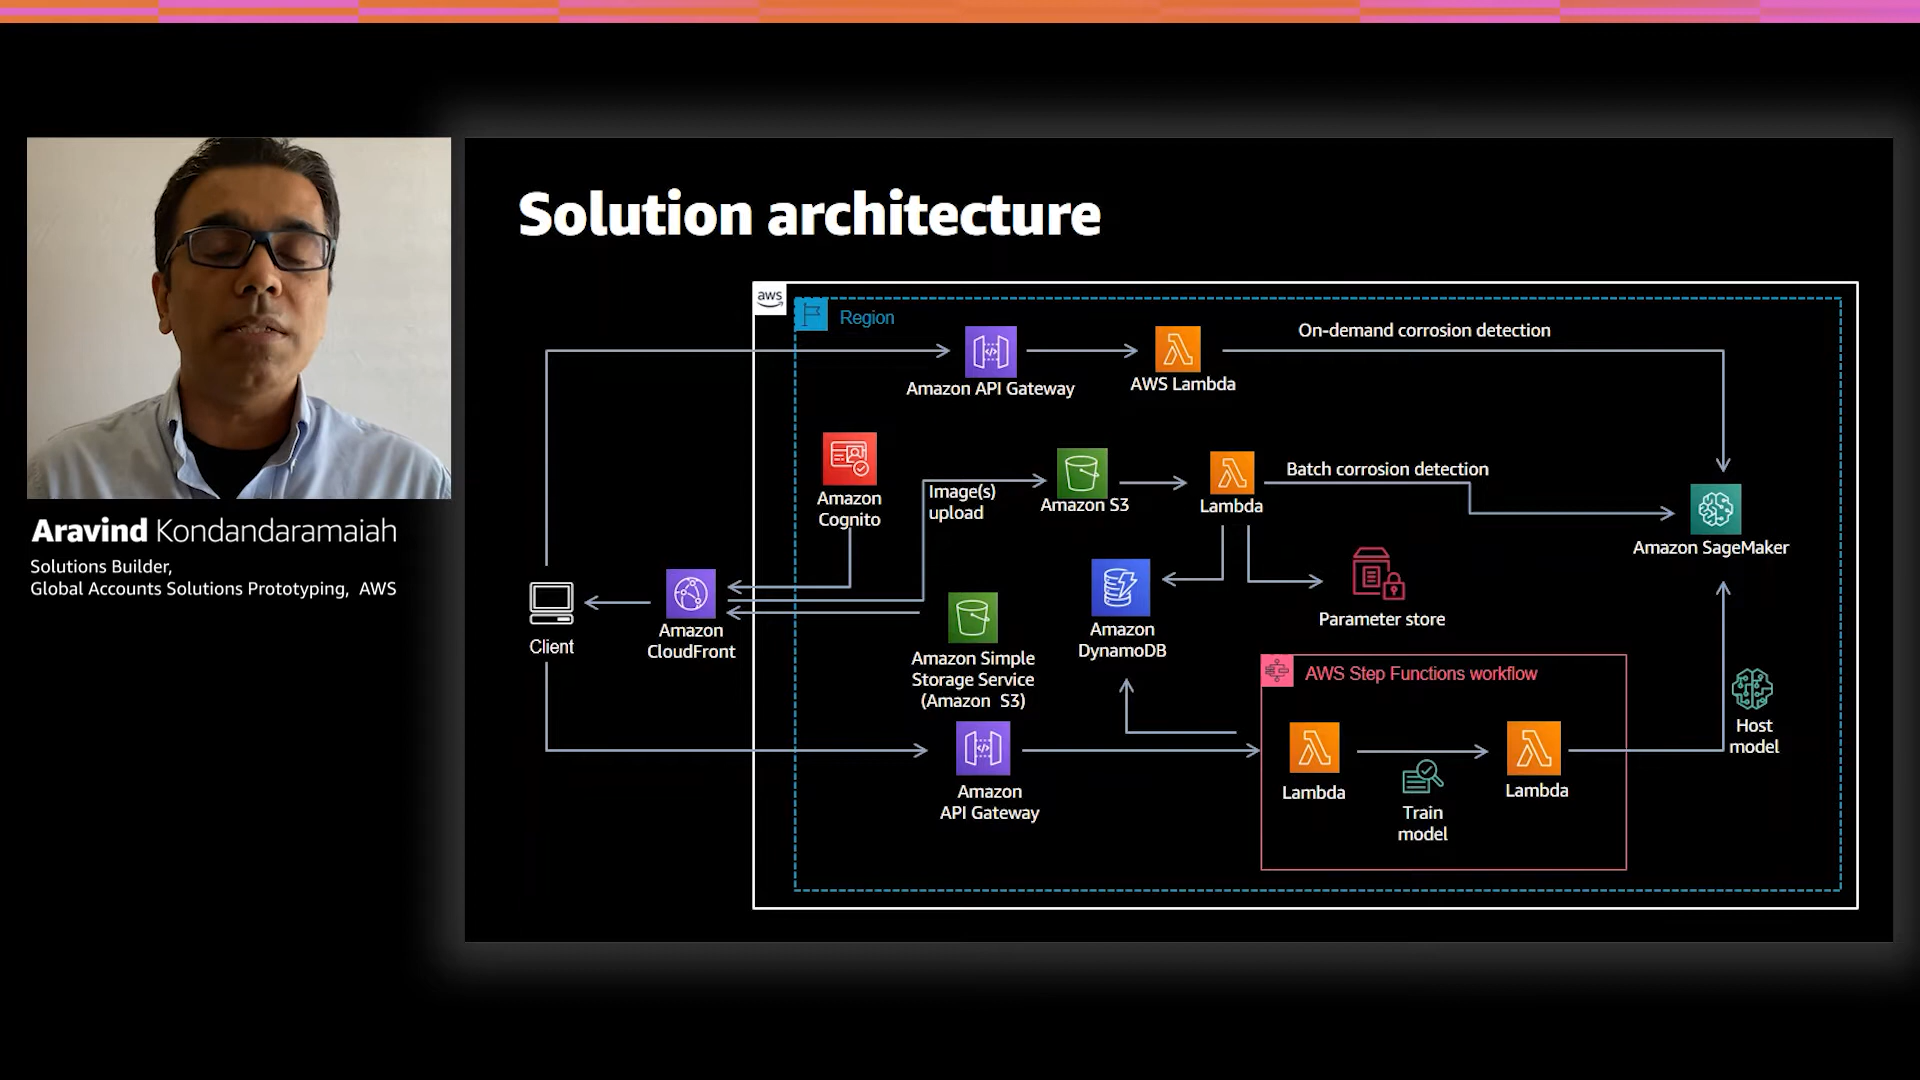 Solution architecture
aws
Region
On-demand corrosion detection
Amazon API Gateway
AWS Lambda
Amazon
Cognito
Image(s)
upload
Amazon S3
Lambda
Batch corrosion detection
Amazon SageMaker
Aravind Kondandaramaiah
Solutions Builder,
Global Accounts Solutions Prototyping, AWS
Client
Amazon
CloudFront
Amazon Simple
Storage Service
(Amazon S3)
Amazon
DynamoDB
Parameter store
AWS Step Functions workflow
Host
model
Amazon
API Gateway
Lambda
Train
model
Lambda